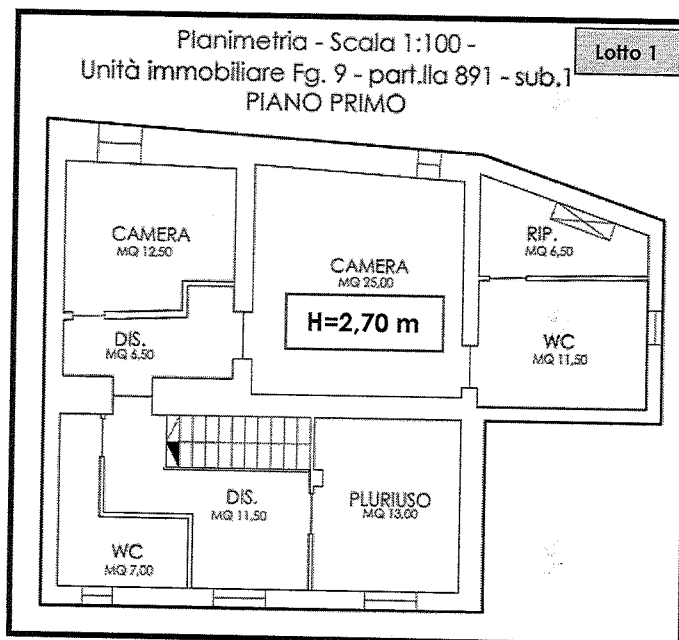 Planimetria - Scala 1:100 -
Lotto 1
Unità immobiliare Fg. 9 - part.lla 891 - sub.1
PIANO PRIMO
CAMERA
MQ 12,50
CAMERA
MQ 25,00
RIP.
MQ 6,50
H=2,70 m
DIS.
MQ 6,50
WC
MQ 11,50
DIS.
MQ 11,50
PLURIUSO
MQ 13,00
WC
MQ 7,00